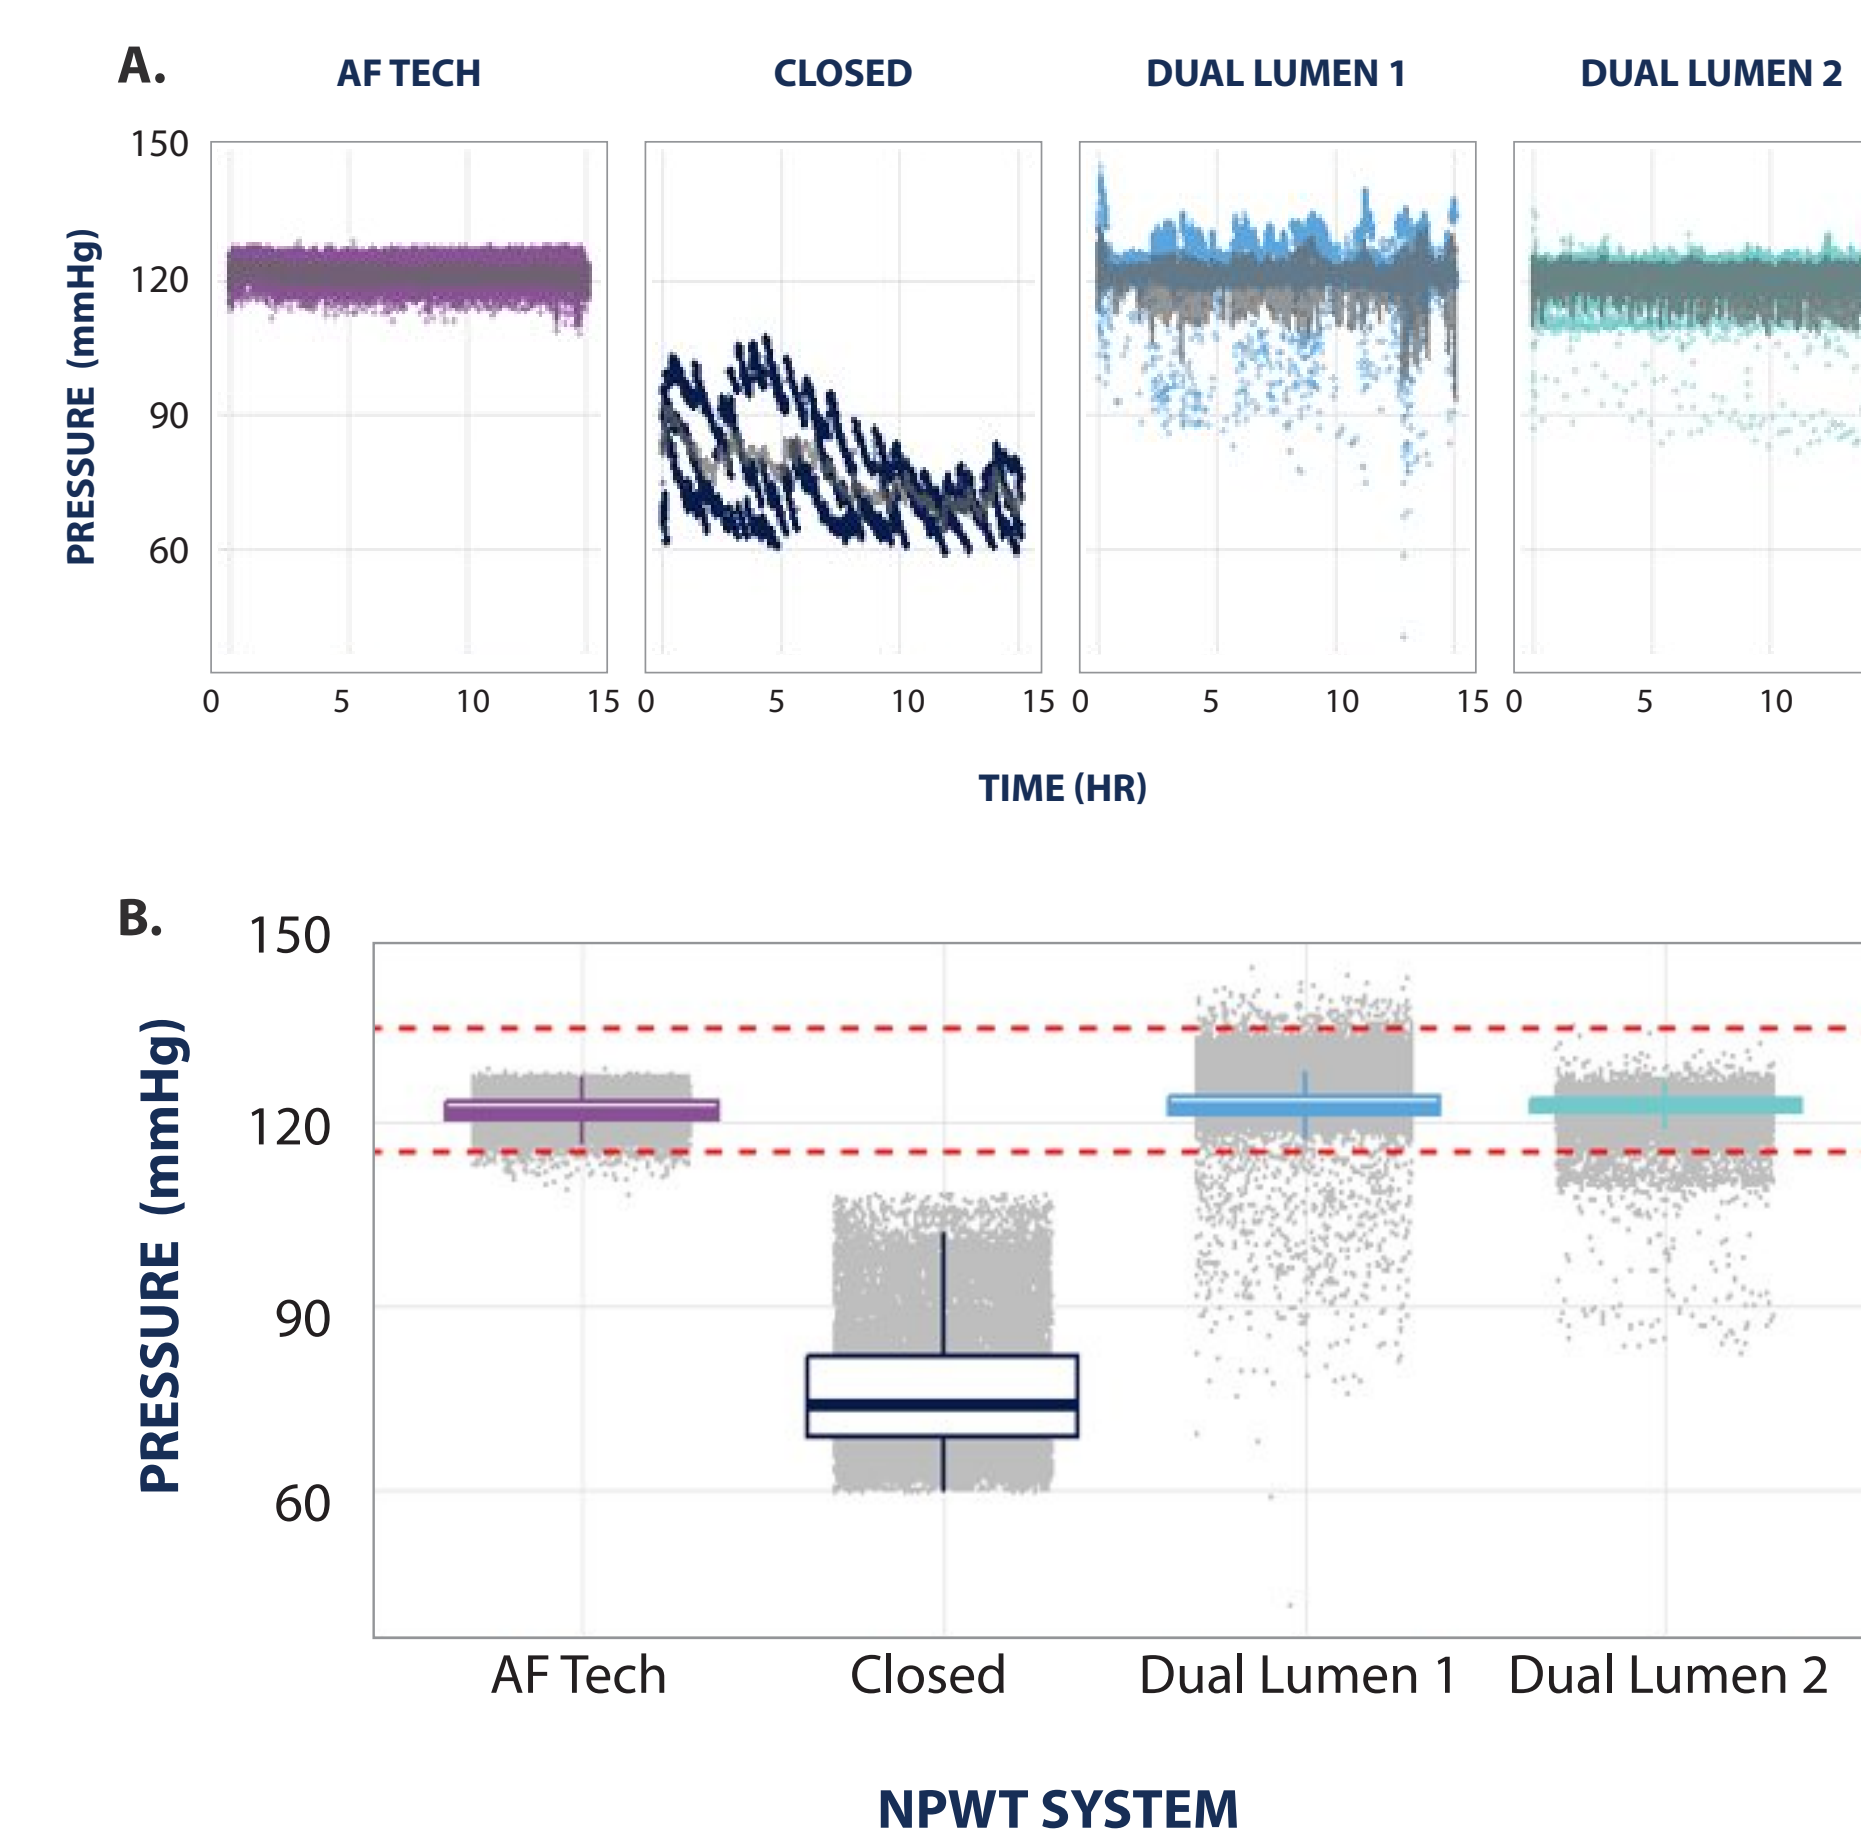 A.
AF TECH CLOSED DUAL LUMEN 1 DUAL LUMEN 2
PRESSURE (mmHg)
150
120
90
60
0 5 10 15 0 5 10 15 0 5 10 15 0 5 10
TIME (HR)
B.
PRESSURE (mmHg)
150
120
90
60
AF Tech Closed Dual Lumen 1 Dual Lumen 2
NPWT SYSTEM